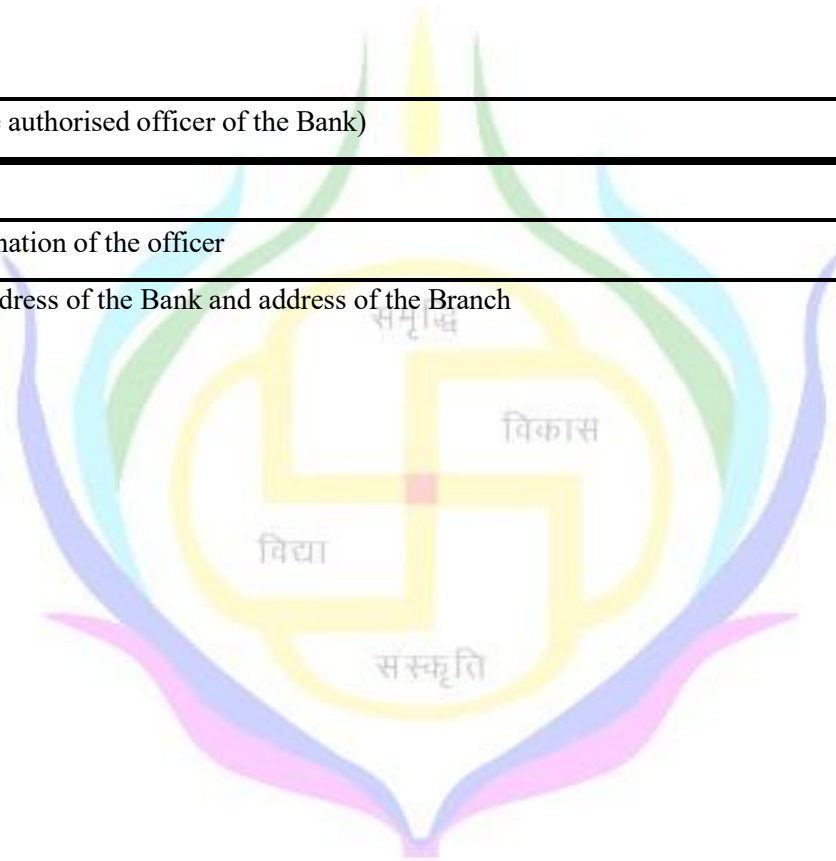 authorised officer of the Bank)
nation of the officer
dress of the Bank and address of the Branch
समृद्धि
विकास
विद्या
सस्कृति